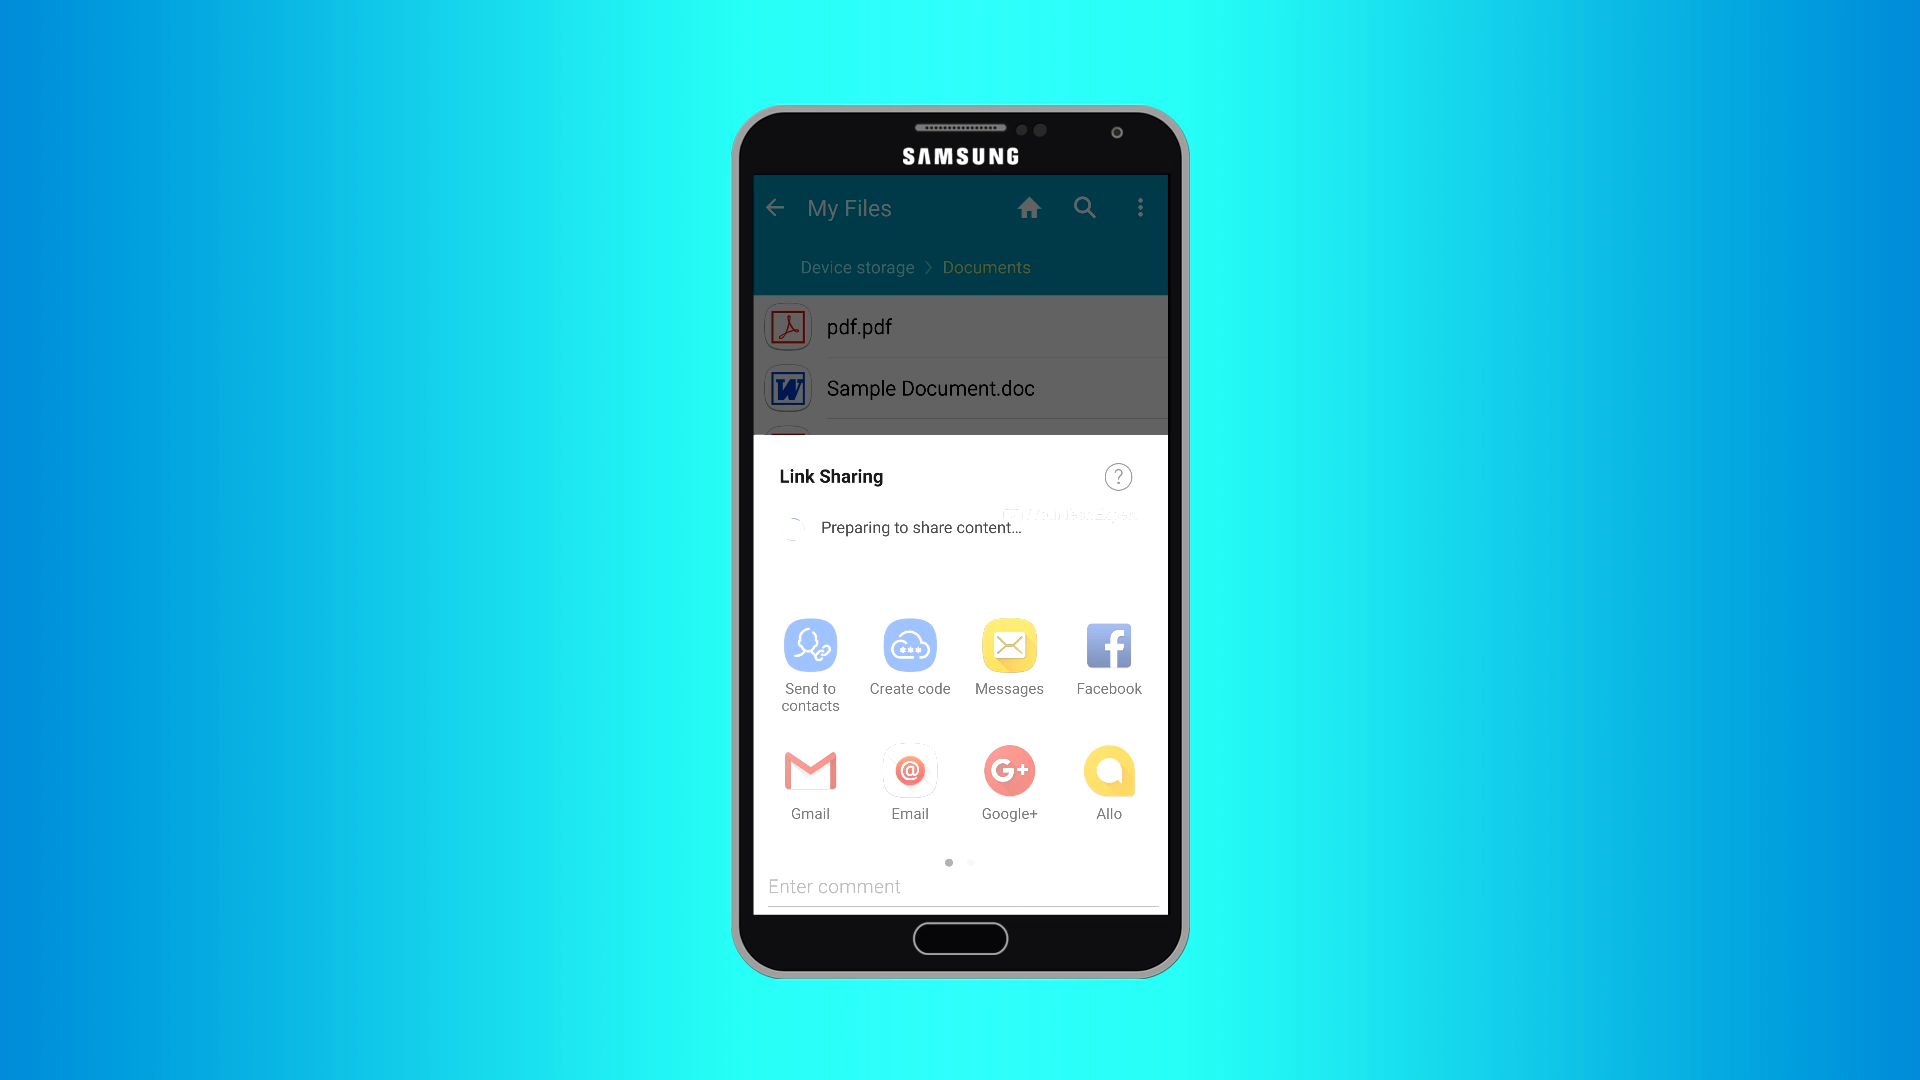 SAMSUNG
My Files
Device storage > Documents
pdf.pdf
Sample Document.doc
Link Sharing
?
YourTechExpert
Preparing to share content...
Send to contacts
Create code
Messages
Facebook
Gmail
Email
Google+
Allo
Enter comment